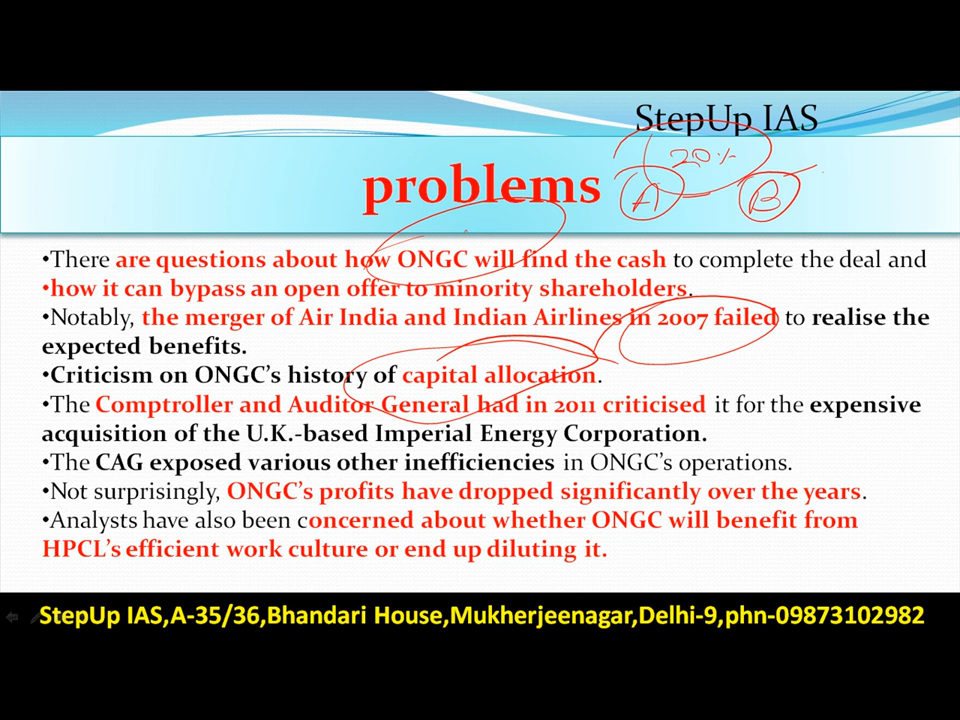 StepUp IAS
20%
problems
A B
•There are questions about how ONGC will find the cash to complete the deal and
•how it can bypass an open offer to minority shareholders.
•Notably, the merger of Air India and Indian Airlines in 2007 failed to realise the
expected benefits.
•Criticism on ONGC's history of capital allocation.
•The Comptroller and Auditor General had in 2011 criticised it for the expensive
acquisition of the U.K.-based Imperial Energy Corporation.
•The CAG exposed various other inefficiencies in ONGC's operations.
•Not surprisingly, ONGC's profits have dropped significantly over the years.
•Analysts have also been concerned about whether ONGC will benefit from
HPCL's efficient work culture or end up diluting it.
StepUp IAS,A-35/36,Bhandari House,Mukherjeenagar,Delhi-9,phn-09873102982